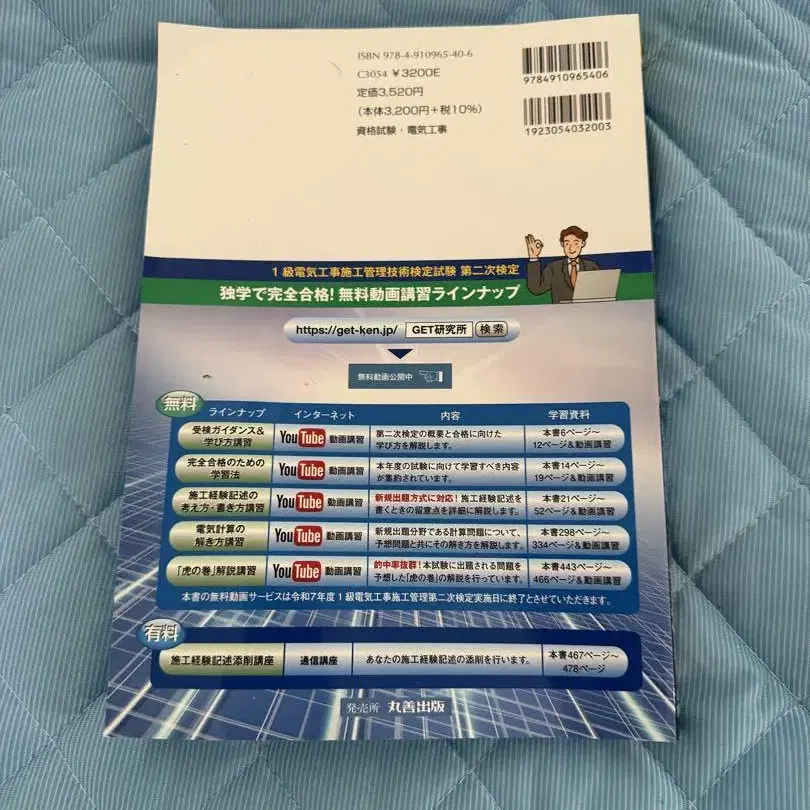 ISBN 978-4-910965-40-6
C3054 ¥3200E
定価3,520円
(本体3,200円+税10%)
資格試験・電気工事
9784910965406
1923054032003
1級電気工事施工管理技術検定試験 第二次検定
独学で完全合格!無料動画講習ラインナップ
https://get-ken.jp/ GET研究所 検索
無料動画公開中
無料
ラインナップ インターネット 内容 学習資料
受検ガイダンス&
学び方講習
YouTube 動画講習
第二次検定の概要と合格に向けた
学び方を解説します。
本書6ページ〜
12ページ&動画講習
完全合格のための
学習法
YouTube 動画講習
本年度の試験に向けて学習すべき内容
が集約されています。
本書14ページ〜
19ページ&動画講習
施工経験記述の
考え方・書き方講習
YouTube 動画講習
新規出題方式に対応!施工経験記述を
書くときの留意点を詳細に解説します。
本書21ページ〜
52ページ&動画講習
電気計算の
解き方講習
YouTube 動画講習
新規出題分野である計算問題について、
予想問題と共にその解き方を解説します。
本書298ページ〜
334ページ&動画講習
「虎の巻」解説講習
YouTube 動画講習
的中率抜群!本試験に出題される問題を
予想した「虎の巻」の解説を行っています。
本書443ページ〜
466ページ&動画講習
本書の無料動画サービスは令和7年度1級電気工事施工管理第二次検定実施日に終了とさせていただきます。
有料
施工経験記述添削講座
通信講座
あなたの施工経験記述の添削を行います。
本書467ページ〜
478ページ
発売所 丸善出版